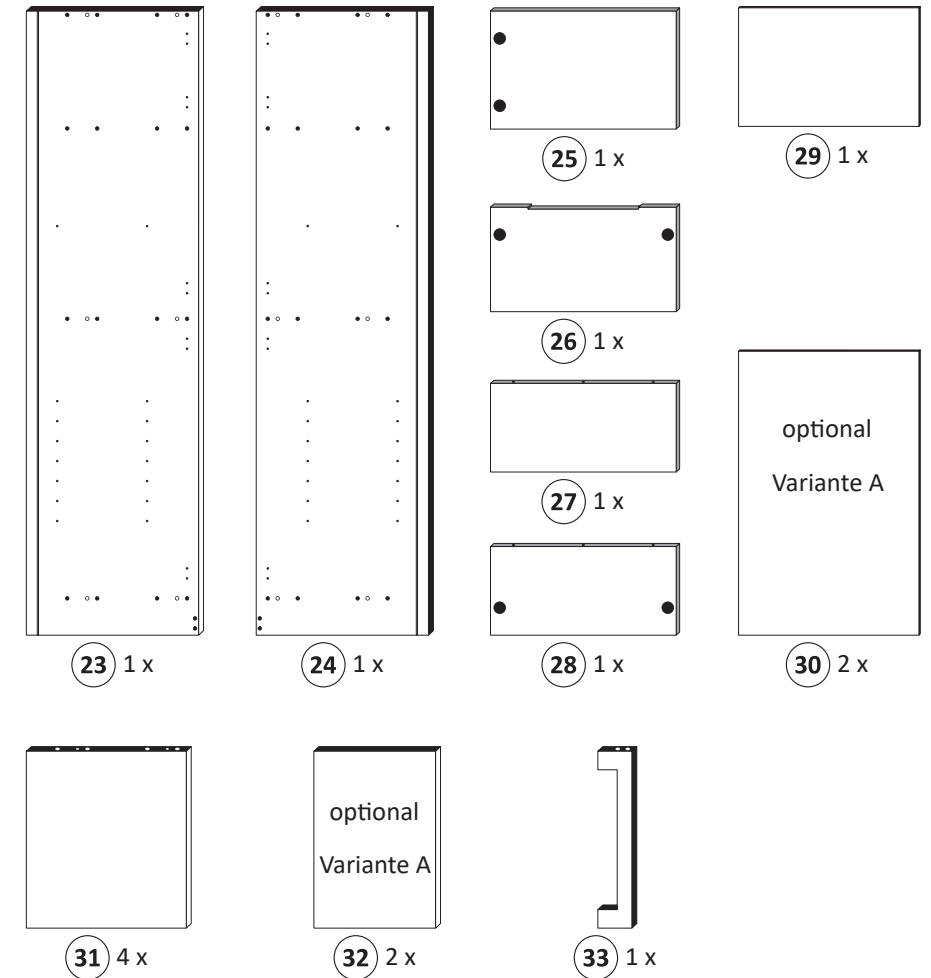 25 1 x
29 1 x
26 1 x
optional
Variante A
27 1 x
23 1 x
24 1 x
28 1 x
30 2 x
optional
Variante A
31 4 x
32 2 x
33 1 x